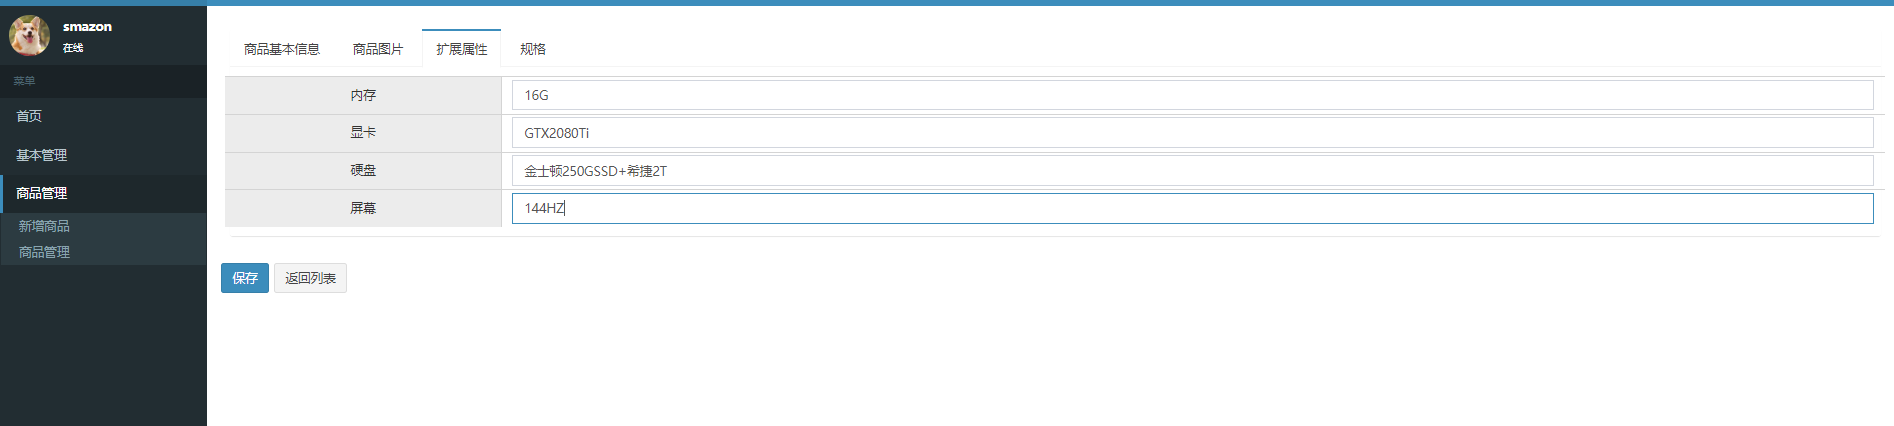 smazon
在线
菜单
首页
基本管理
商品管理
新增商品
商品管理
商品基本信息 商品图片 扩展属性 规格
内存 16G
显卡 GTX2080Ti
硬盘 金士顿250GSSD+希捷2T
屏幕 144HZ
保存 返回列表